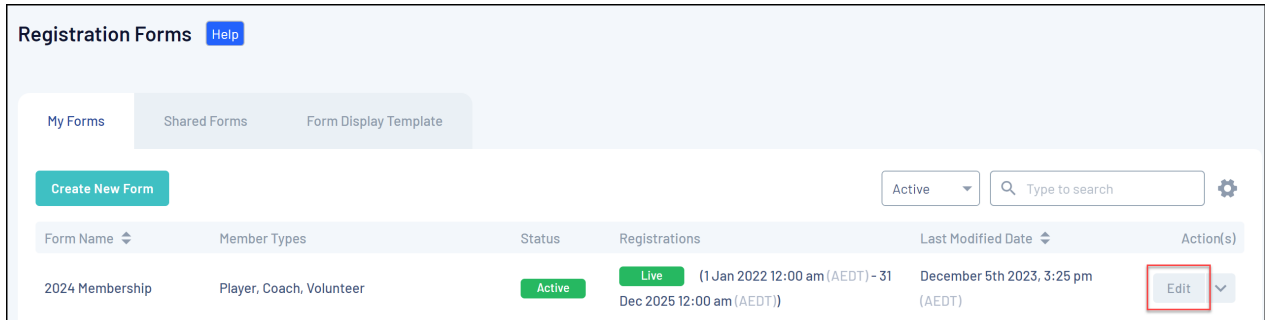 Registration Forms Help
My Forms Shared Forms Form Display Template
Create New Form Active Type to search
Form Name Member Types Status Registrations Last Modified Date Action(s)
2024 Membership Player, Coach, Volunteer Active Live (1 Jan 2022 12:00 am (AEDT) - 31
Dec 2025 12:00 am (AEDT)) December 5th 2023, 3:25 pm
(AEDT) Edit